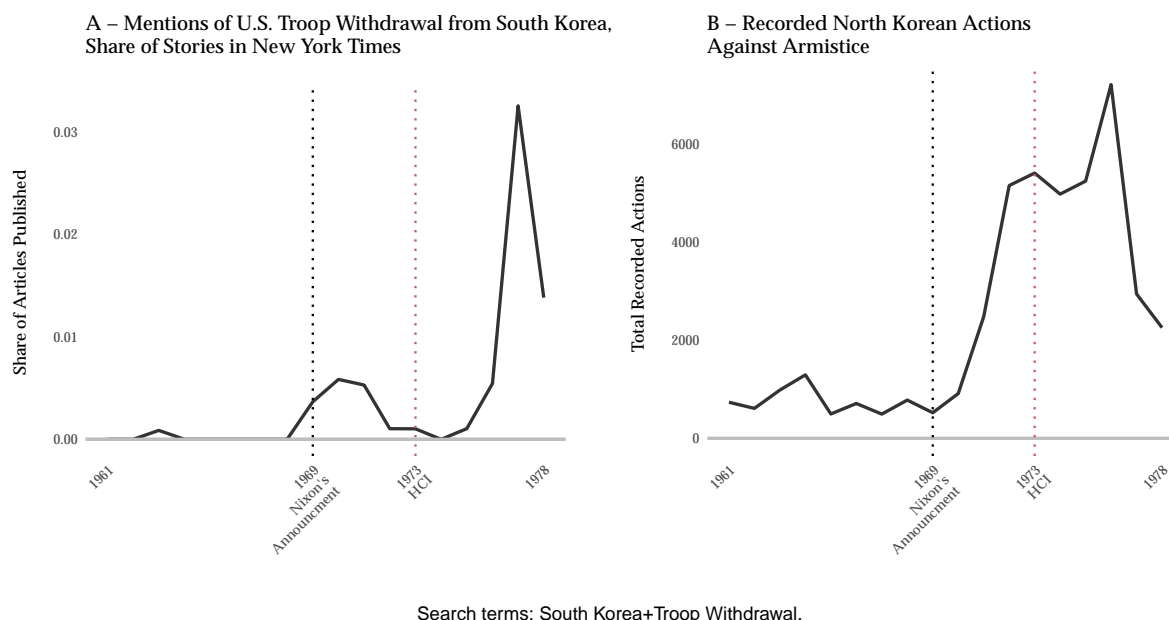 A – Mentions of U.S. Troop Withdrawal from South Korea,
Share of Stories in New York Times
Share of Articles Published
0.03
0.02
0.01
0.00
1961
1969
Nixon's
Announcment
1973
HCI
1978
B – Recorded North Korean Actions
Against Armistice
Total Recorded Actions
6000
4000
2000
0
1961
1969
Nixon's
Announcment
1973
HCI
1978
Search terms: South Korea+Troop Withdrawal.